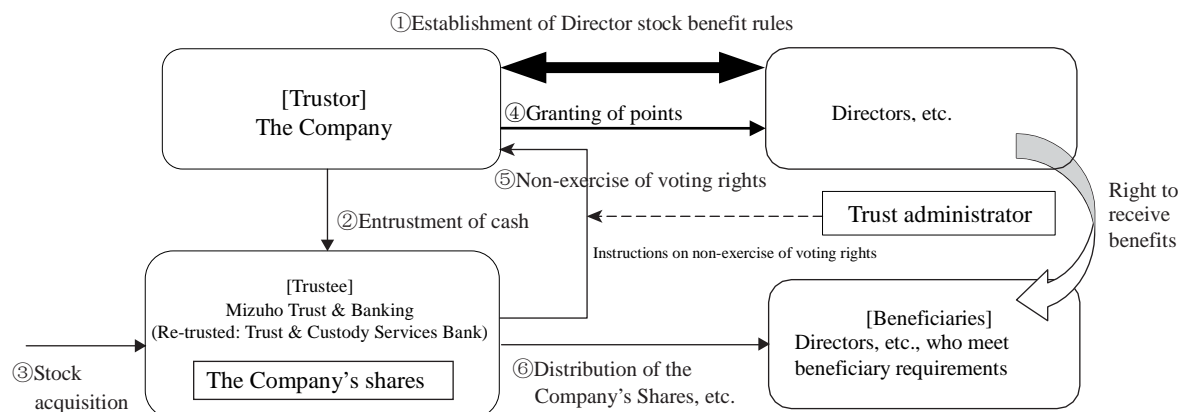 ①Establishment of Director stock benefit rules
[Trustor]
The Company
④Granting of points
Directors, etc.
⑤Non-exercise of voting rights
Right to
receive
benefits
②Entrustment of cash
Trust administrator
Instructions on non-exercise of voting rights
[Trustee]
Mizuho Trust & Banking
(Re-trusted: Trust & Custody Services Bank)
The Company’s shares
③Stock
acquisition
[Beneficiaries]
Directors, etc., who meet
beneficiary requirements
⑥Distribution of the
Company’s Shares, etc.